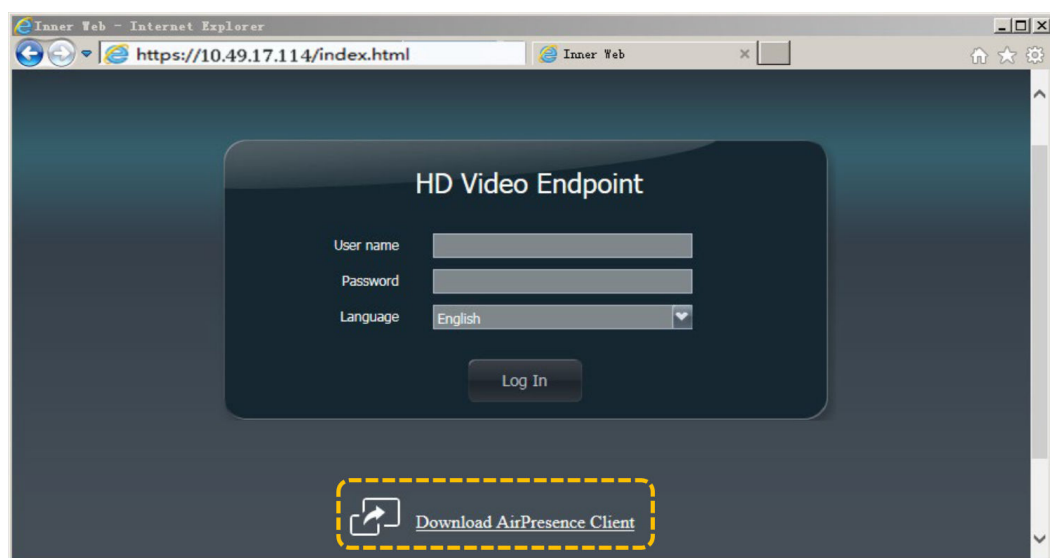 Inner Web - Internet Explorer
https://10.49.17.114/index.html
Inner Web
HD Video Endpoint
User name
Password
Language
English
Log In
Download AirPresence Client